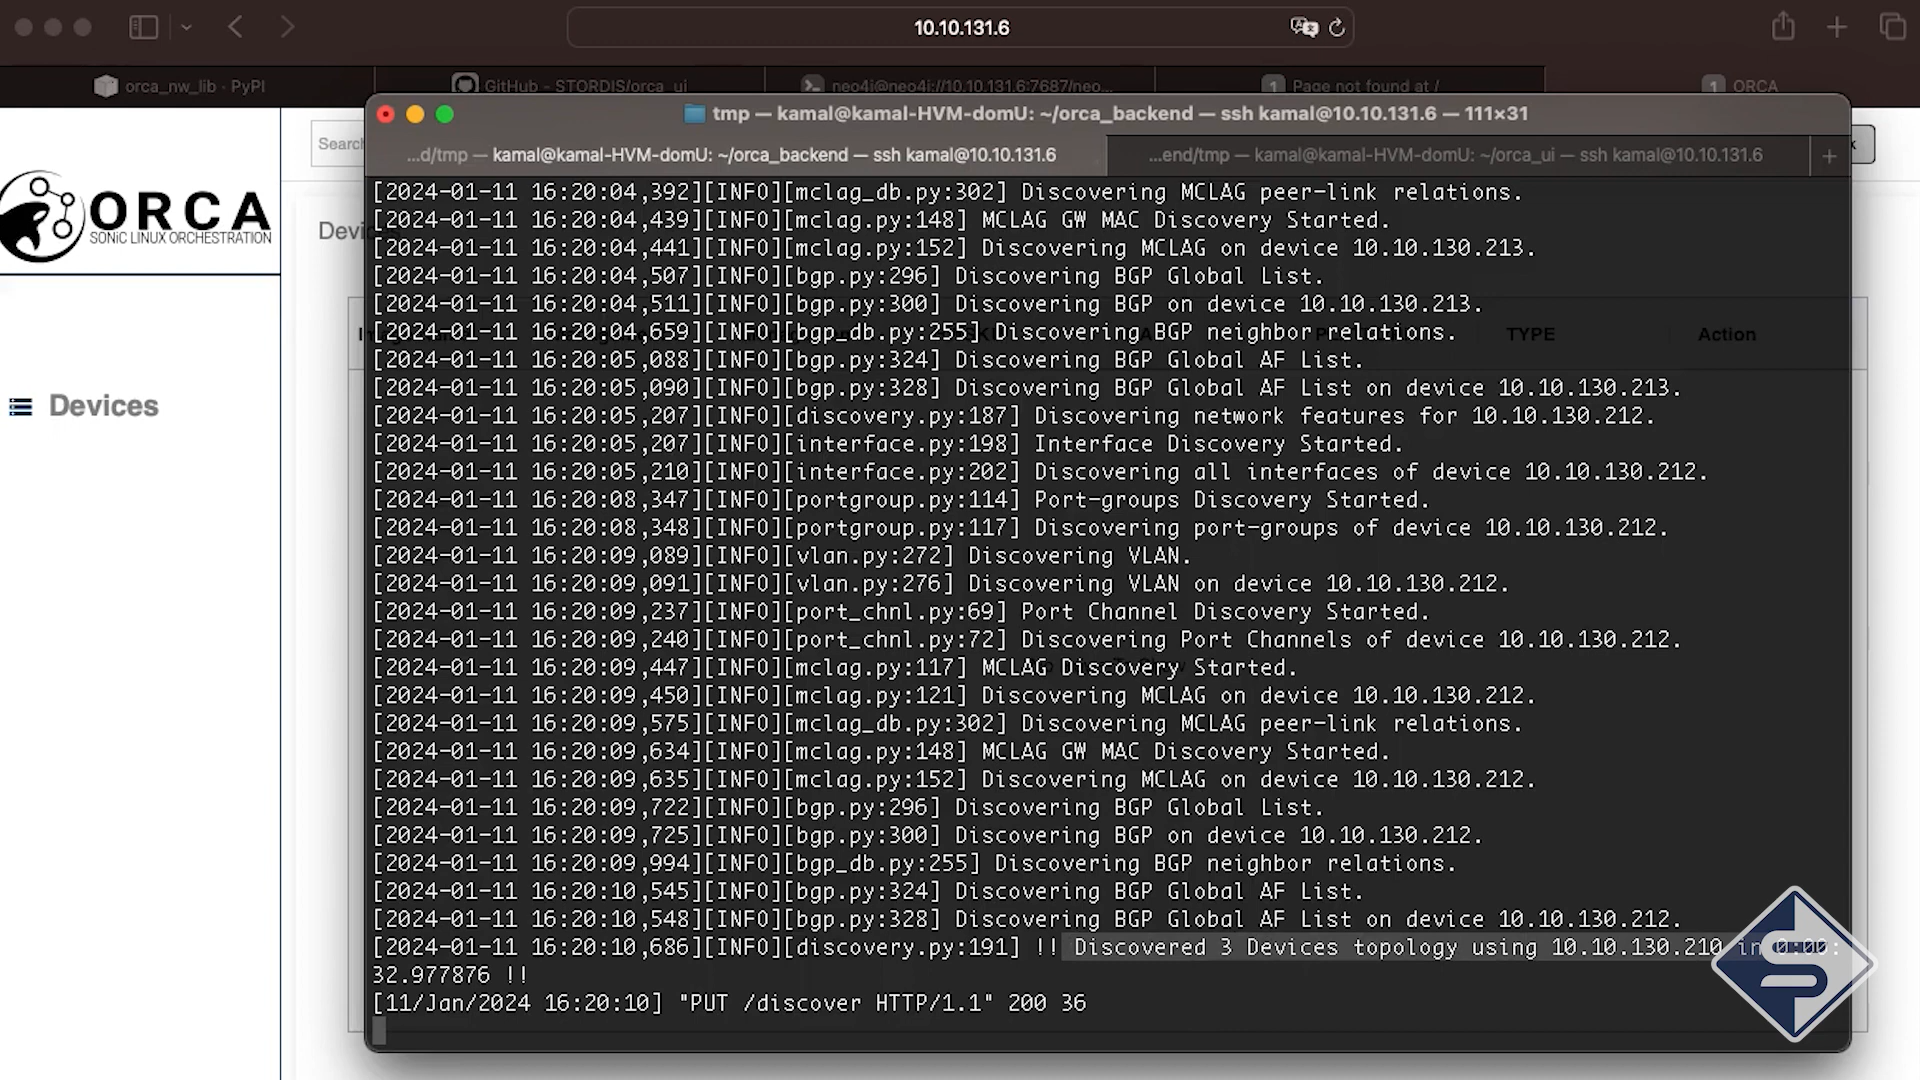 10.10.131.6
orca_nw_lib · PyPI
GitHub - STORDIS/orca_ui
neo4j@neo4j://10.10.131.6:7687/neo...
1 Page not found at /
1 ORCA
tmp — kamal@kamal-HVM-domU: ~/orca_backend — ssh kamal@10.10.131.6 — 111×31
...d/tmp — kamal@kamal-HVM-domU: ~/orca_backend — ssh kamal@10.10.131.6
...end/tmp — kamal@kamal-HVM-domU: ~/orca_ui — ssh kamal@10.10.131.6
Search
ORCA
SONiC LINUX ORCHESTRATION
Devices
TYPE
Action
[2024-01-11 16:20:04,392][INFO][mclag_db.py:302] Discovering MCLAG peer-link relations.
[2024-01-11 16:20:04,439][INFO][mclag.py:148] MCLAG GW MAC Discovery Started.
[2024-01-11 16:20:04,441][INFO][mclag.py:152] Discovering MCLAG on device 10.10.130.213.
[2024-01-11 16:20:04,507][INFO][bgp.py:296] Discovering BGP Global List.
[2024-01-11 16:20:04,511][INFO][bgp.py:300] Discovering BGP on device 10.10.130.213.
[2024-01-11 16:20:04,659][INFO][bgp_db.py:255] Discovering BGP neighbor relations.
[2024-01-11 16:20:05,088][INFO][bgp.py:324] Discovering BGP Global AF List.
[2024-01-11 16:20:05,090][INFO][bgp.py:328] Discovering BGP Global AF List on device 10.10.130.213.
[2024-01-11 16:20:05,207][INFO][discovery.py:187] Discovering network features for 10.10.130.212.
[2024-01-11 16:20:05,207][INFO][interface.py:198] Interface Discovery Started.
[2024-01-11 16:20:05,210][INFO][interface.py:202] Discovering all interfaces of device 10.10.130.212.
[2024-01-11 16:20:08,347][INFO][portgroup.py:114] Port-groups Discovery Started.
[2024-01-11 16:20:08,348][INFO][portgroup.py:117] Discovering port-groups of device 10.10.130.212.
[2024-01-11 16:20:09,089][INFO][vlan.py:272] Discovering VLAN.
[2024-01-11 16:20:09,091][INFO][vlan.py:276] Discovering VLAN on device 10.10.130.212.
[2024-01-11 16:20:09,237][INFO][port_chnl.py:69] Port Channel Discovery Started.
[2024-01-11 16:20:09,240][INFO][port_chnl.py:72] Discovering Port Channels of device 10.10.130.212.
[2024-01-11 16:20:09,447][INFO][mclag.py:117] MCLAG Discovery Started.
[2024-01-11 16:20:09,450][INFO][mclag.py:121] Discovering MCLAG on device 10.10.130.212.
[2024-01-11 16:20:09,575][INFO][mclag_db.py:302] Discovering MCLAG peer-link relations.
[2024-01-11 16:20:09,634][INFO][mclag.py:148] MCLAG GW MAC Discovery Started.
[2024-01-11 16:20:09,635][INFO][mclag.py:152] Discovering MCLAG on device 10.10.130.212.
[2024-01-11 16:20:09,722][INFO][bgp.py:296] Discovering BGP Global List.
[2024-01-11 16:20:09,725][INFO][bgp.py:300] Discovering BGP on device 10.10.130.212.
[2024-01-11 16:20:09,994][INFO][bgp_db.py:255] Discovering BGP neighbor relations.
[2024-01-11 16:20:10,545][INFO][bgp.py:324] Discovering BGP Global AF List.
[2024-01-11 16:20:10,548][INFO][bgp.py:328] Discovering BGP Global AF List on device 10.10.130.212.
[2024-01-11 16:20:10,686][INFO][discovery.py:191] !! Discovered 3 Devices topology using 10.10.130.210 in 0:00:
32.977876 !!
[11/Jan/2024 16:20:10] "PUT /discover HTTP/1.1" 200 36